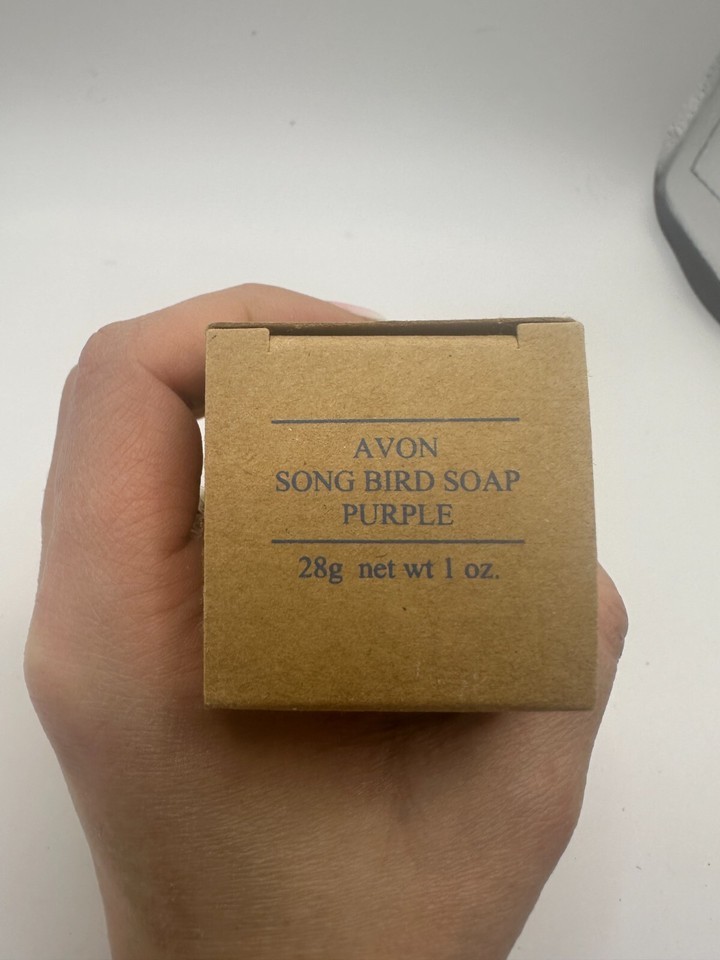 AVON
SONG BIRD SOAP
PURPLE
28g net wt 1 oz.